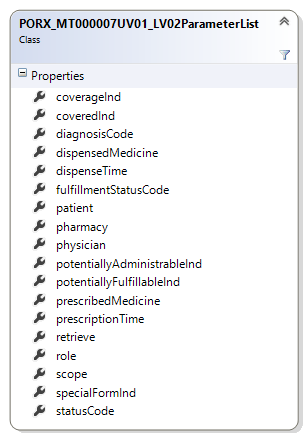 PORX_MT000007UV01_LV02ParameterList
Class
Properties
coverageInd
coveredInd
diagnosisCode
dispensedMedicine
dispenseTime
fulfillmentStatusCode
patient
pharmacy
physician
potentiallyAdministrableInd
potentiallyFulfillableInd
prescribedMedicine
prescriptionTime
retrieve
role
scope
specialFormInd
statusCode